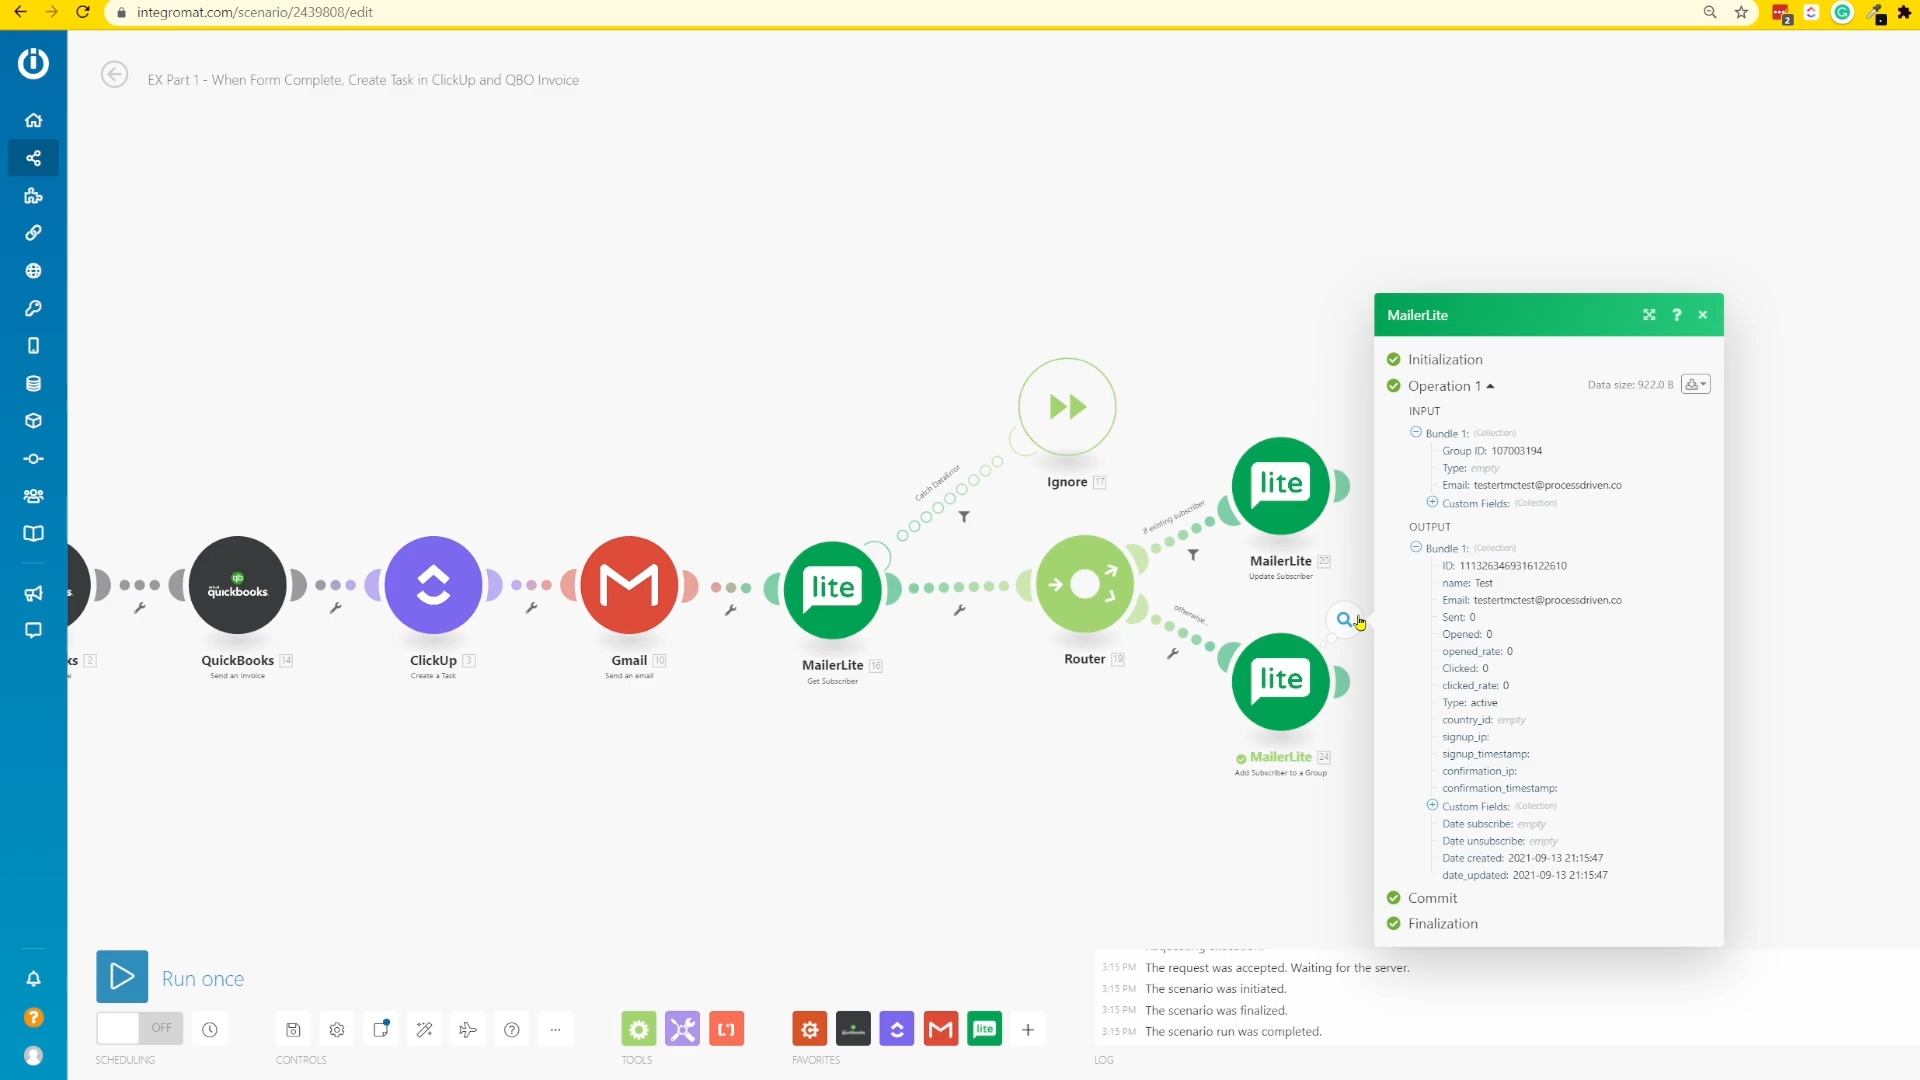 integromat.com/scenario/2439808/edit
2
EX Part 1 - When Form Complete, Create Task in ClickUp and QBO Invoice
MailerLite
Initialization
Operation 1
Data size: 922.0 B
INPUT
Bundle 1: (Collection)
Group ID: 107003194
Type: empty
Email: testertmctest@processdriven.co
Custom Fields: (Collection)
OUTPUT
Bundle 1: (Collection)
ID: 1113263469316122610
name: Test
Email: testertmctest@processdriven.co
Sent: 0
Opened: 0
opened_rate: 0
Clicked: 0
clicked_rate: 0
Type: active
country_id: empty
signup_ip:
signup_timestamp:
confirmation_ip:
confirmation_timestamp:
Custom Fields: (Collection)
Date subscribe: empty
Date unsubscribe: empty
Date created: 2021-09-13 21:15:47
date_updated: 2021-09-13 21:15:47
Commit
Finalization
Catch DataError
Ignore 17
if existing subscriber
lite
MailerLite 20
Update Subscriber
s.
ks 2
e
qb
quickbooks.
QuickBooks 14
Send an Invoice
ClickUp 3
Create a Task
Gmail 10
Send an email
lite
MailerLite 16
Get Subscriber
Router 19
otherwise...
lite
MailerLite 24
Add Subscriber to a Group
Run once
OFF
SCHEDULING
CONTROLS
TOOLS
quickbooks
lite
FAVORITES
3:15 PM The request was accepted. Waiting for the server.
3:15 PM The scenario was initiated.
3:15 PM The scenario was finalized.
3:15 PM The scenario run was completed.
LOG